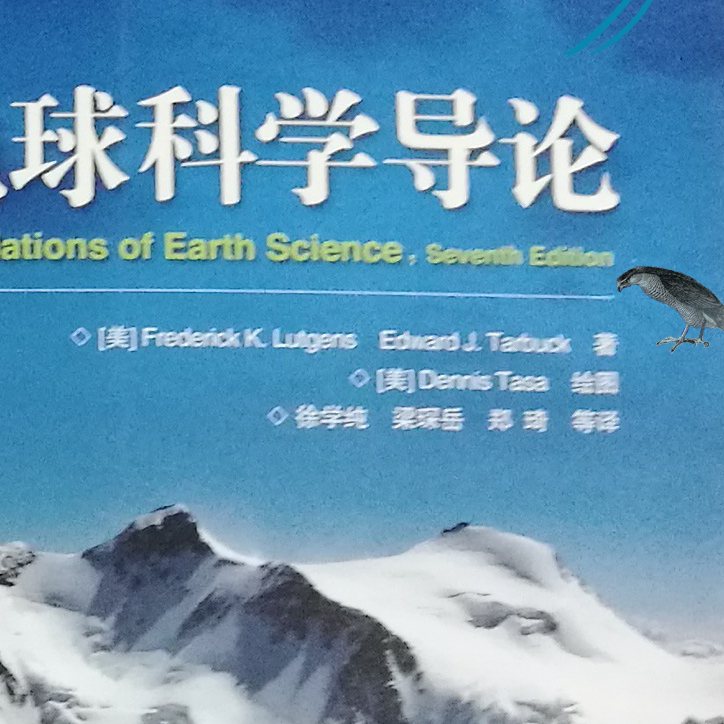 球科学导论
ations of Earth Science, Seventh Edition
[美] Frederick K. Lutgens Edward J. Tarbuck 著
[美] Dennis Tasa 绘图
徐学纯 梁琛岳 郑 琦 等译